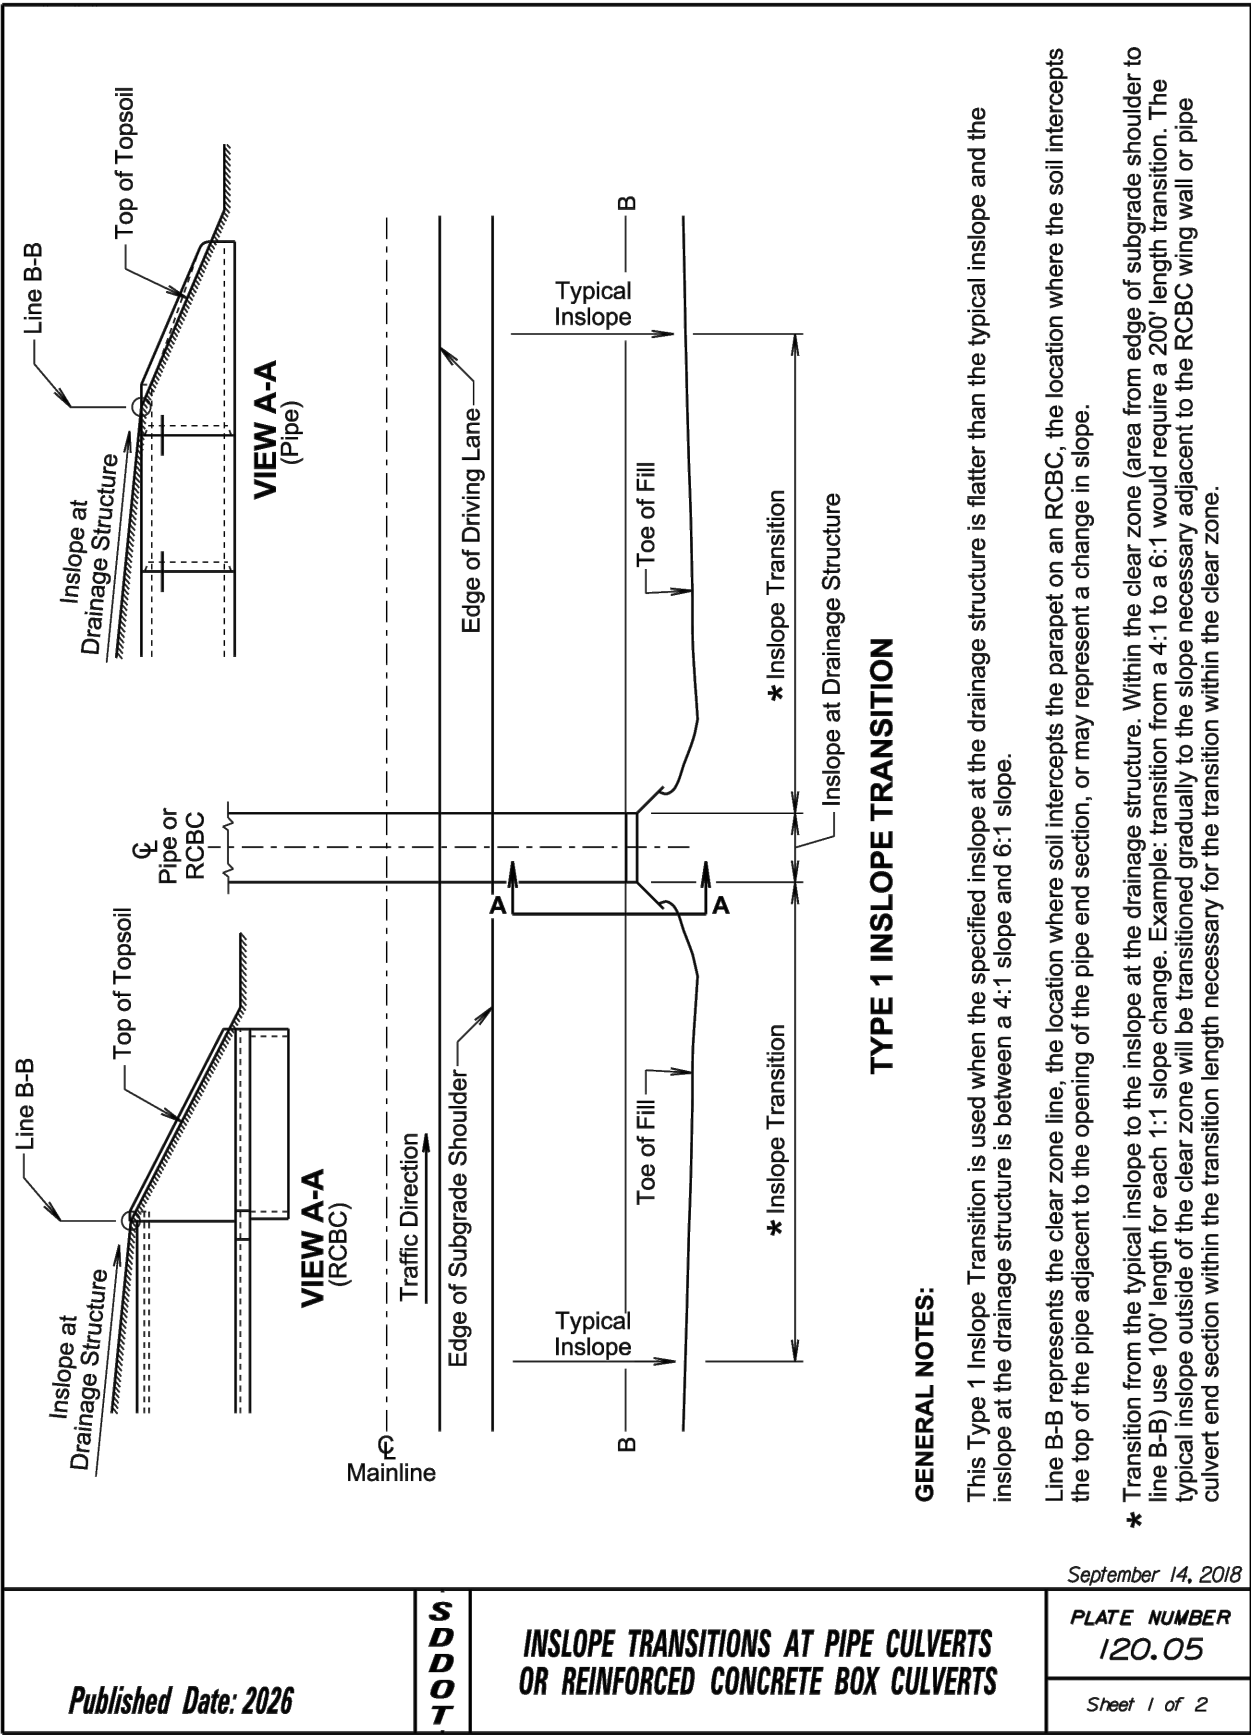 Line B-B
Top of Topsoil
Inslope at
Drainage Structure
VIEW A-A
(RCBC)
Line B-B
Top of Topsoil
Inslope at
Drainage Structure
VIEW A-A
(Pipe)
℄
Pipe or
RCBC
℄
Mainline
Traffic Direction
Edge of Subgrade Shoulder
Edge of Driving Lane
Typical
Inslope
Typical
Inslope
A
A
B
B
Toe of Fill
Toe of Fill
* Inslope Transition
* Inslope Transition
Inslope at Drainage Structure
TYPE 1 INSLOPE TRANSITION
GENERAL NOTES:
This Type 1 Inslope Transition is used when the specified inslope at the drainage structure is flatter than the typical inslope and the
inslope at the drainage structure is between a 4:1 slope and 6:1 slope.
Line B-B represents the clear zone line, the location where soil intercepts the parapet on an RCBC, the location where the soil intercepts
the top of the pipe adjacent to the opening of the pipe end section, or may represent a change in slope.
* Transition from the typical inslope to the inslope at the drainage structure. Within the clear zone (area from edge of subgrade shoulder to
line B-B) use 100' length for each 1:1 slope change. Example: transition from a 4:1 to a 6:1 would require a 200' length transition. The
typical inslope outside of the clear zone will be transitioned gradually to the slope necessary adjacent to the RCBC wing wall or pipe
culvert end section within the transition length necessary for the transition within the clear zone.
September 14, 2018
Published Date: 2026
SDDOT
INSLOPE TRANSITIONS AT PIPE CULVERTS
OR REINFORCED CONCRETE BOX CULVERTS
PLATE NUMBER
120.05
Sheet 1 of 2